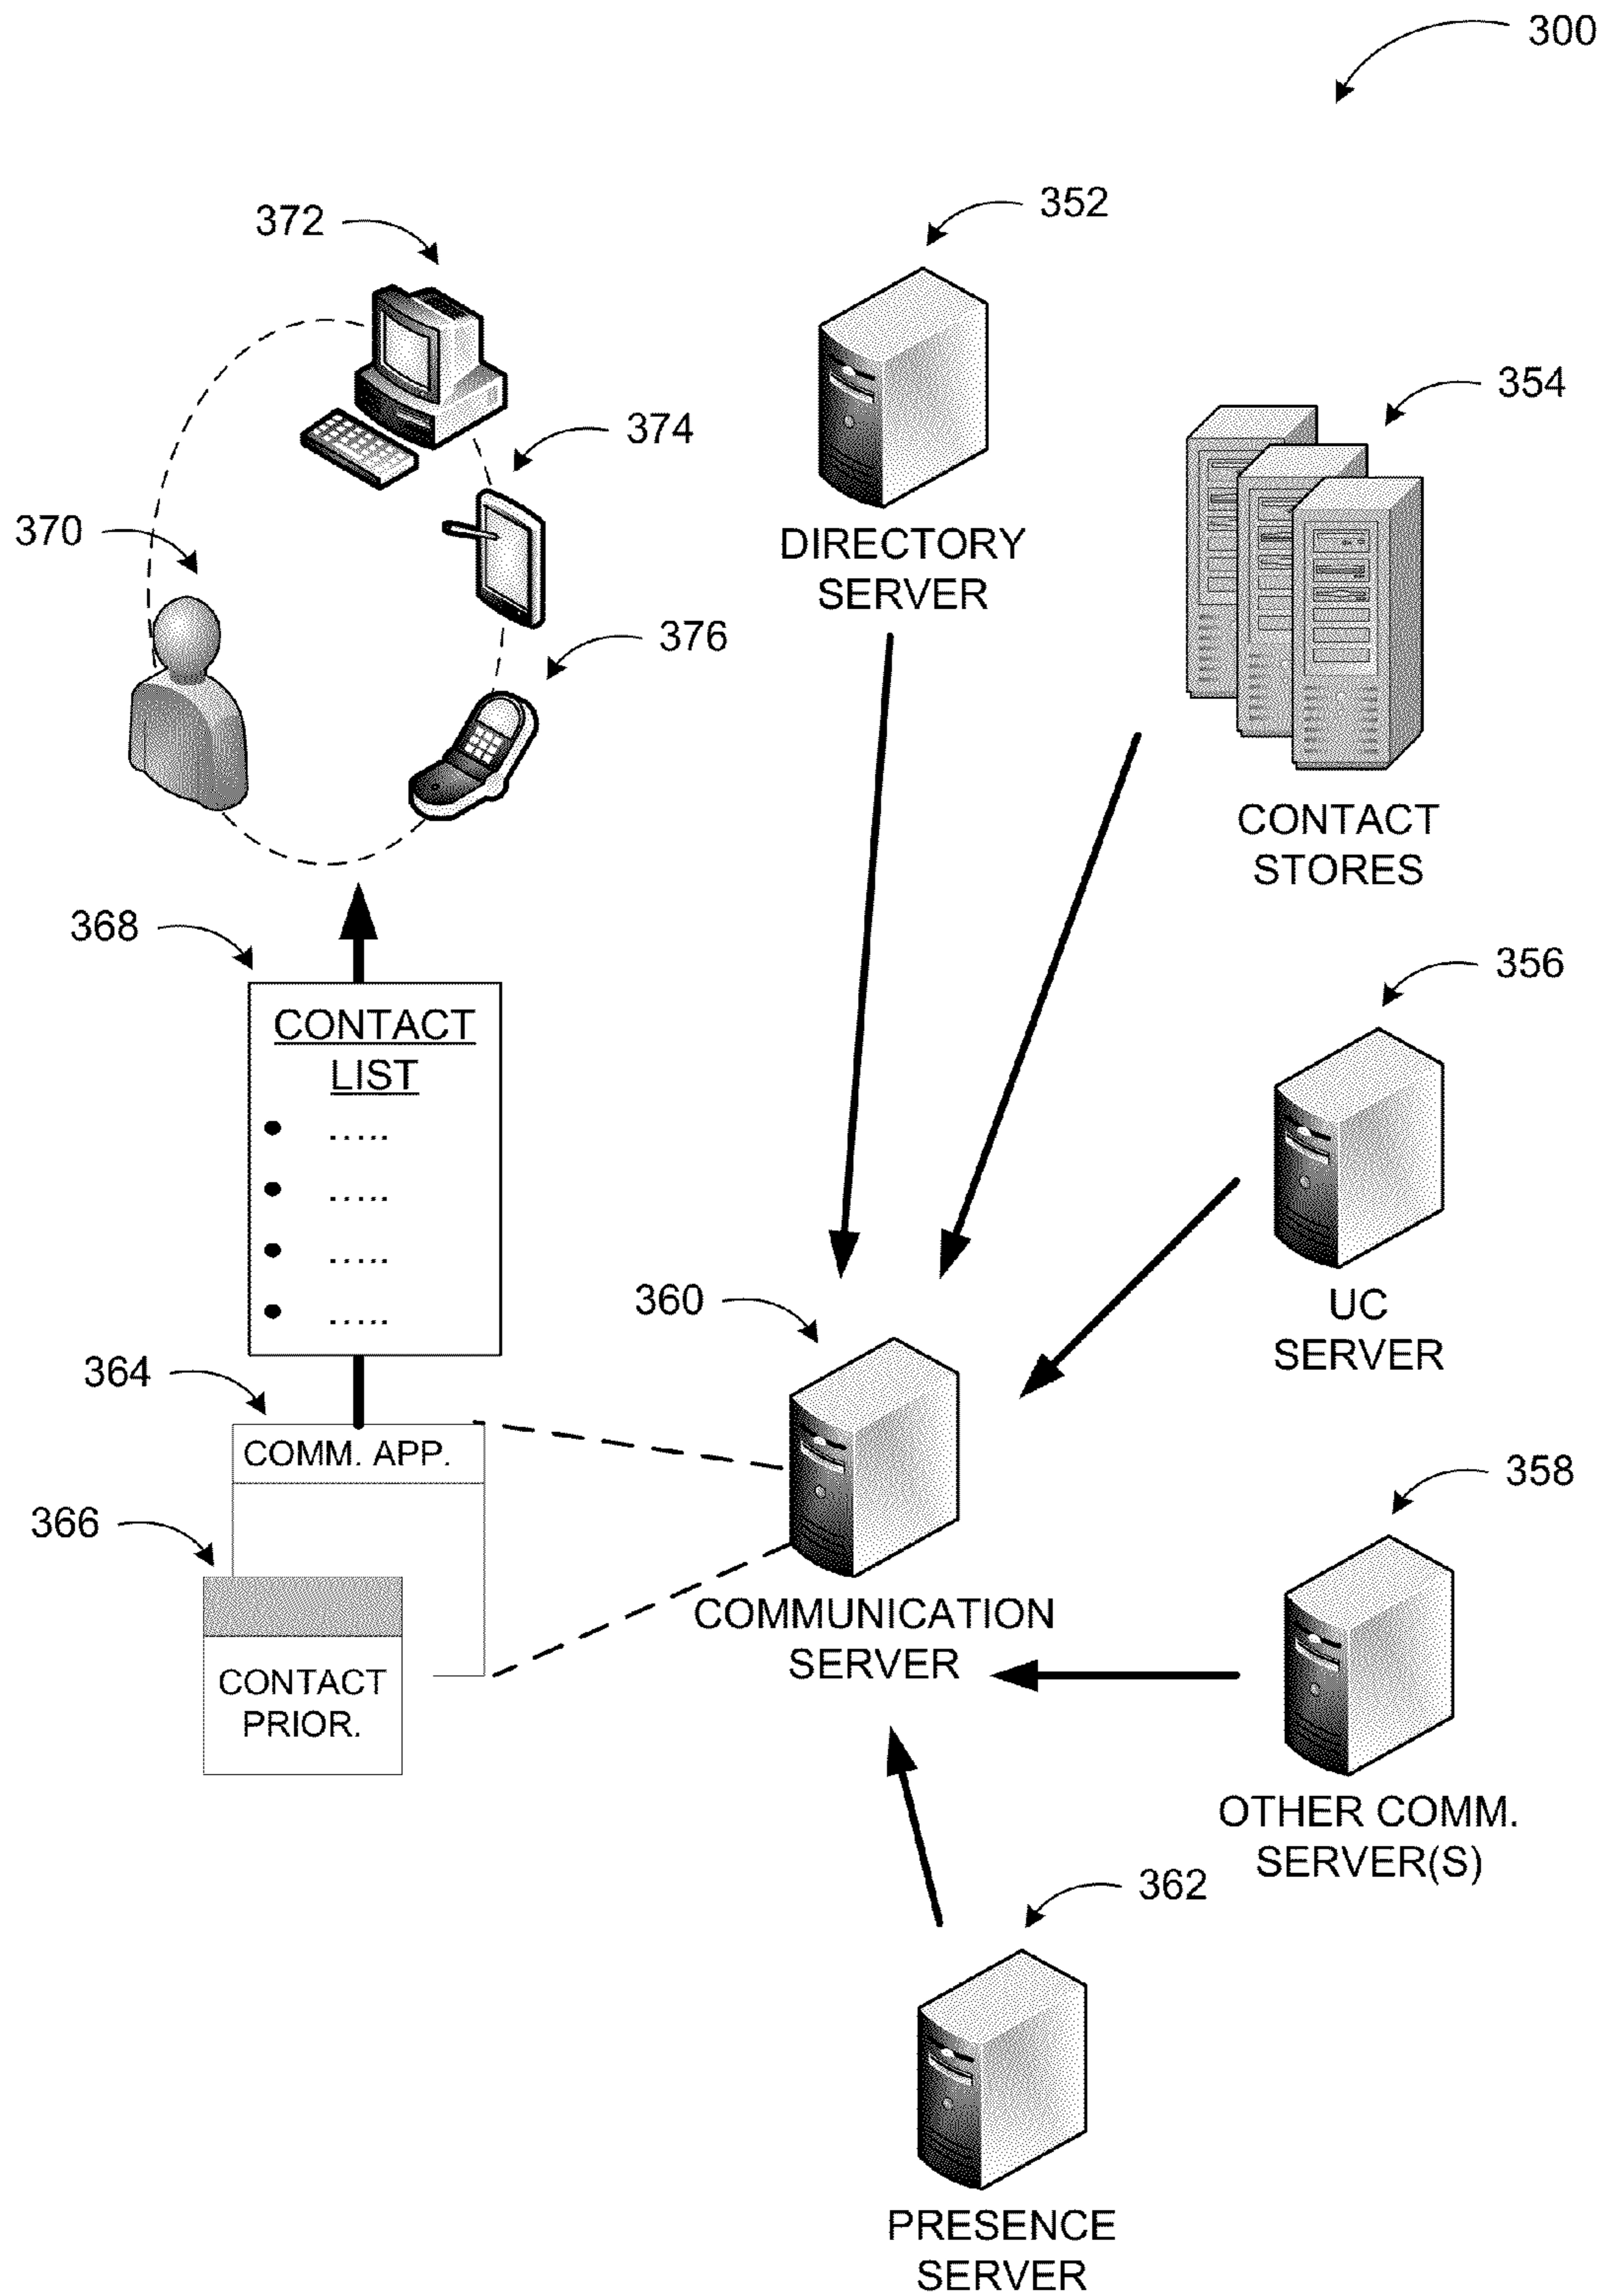 300
352
372
354
374
370
DIRECTORY
SERVER
376
CONTACT
STORES
368
356
CONTACT
LIST
.....
.....
.....
.....
360
UC
SERVER
364
COMM. APP.
358
366
COMMUNICATION
SERVER
CONTACT
PRIOR.
OTHER COMM.
SERVER(S)
362
PRESENCE
SERVER